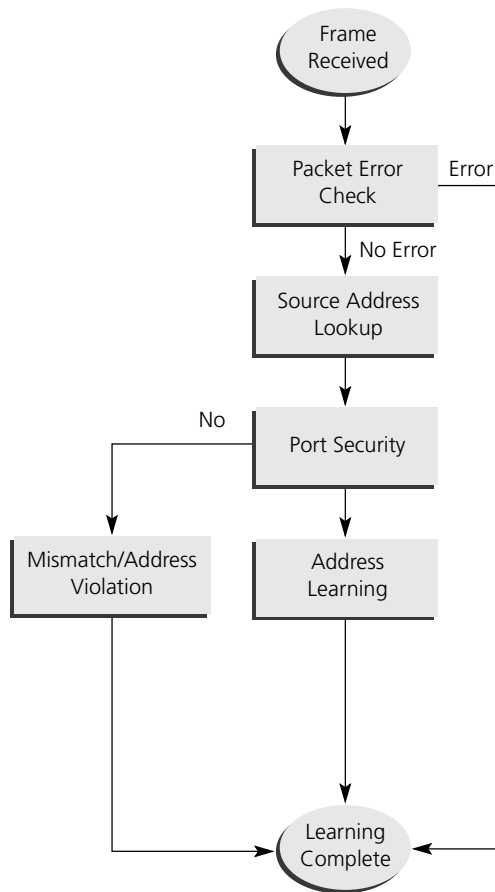 Frame
Received
Packet Error
Check
Error
No Error
Source Address
Lookup
No
Port Security
Mismatch/Address
Violation
Address
Learning
Learning
Complete